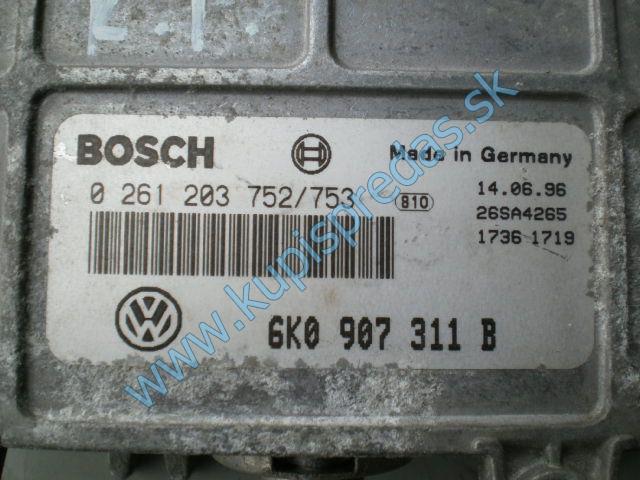 BOSCH
Made in Germany
0 261 203 752/753
810
14.06.96
26SA4265
1736 1719
6K0 907 311 B
www.kupispredas.sk